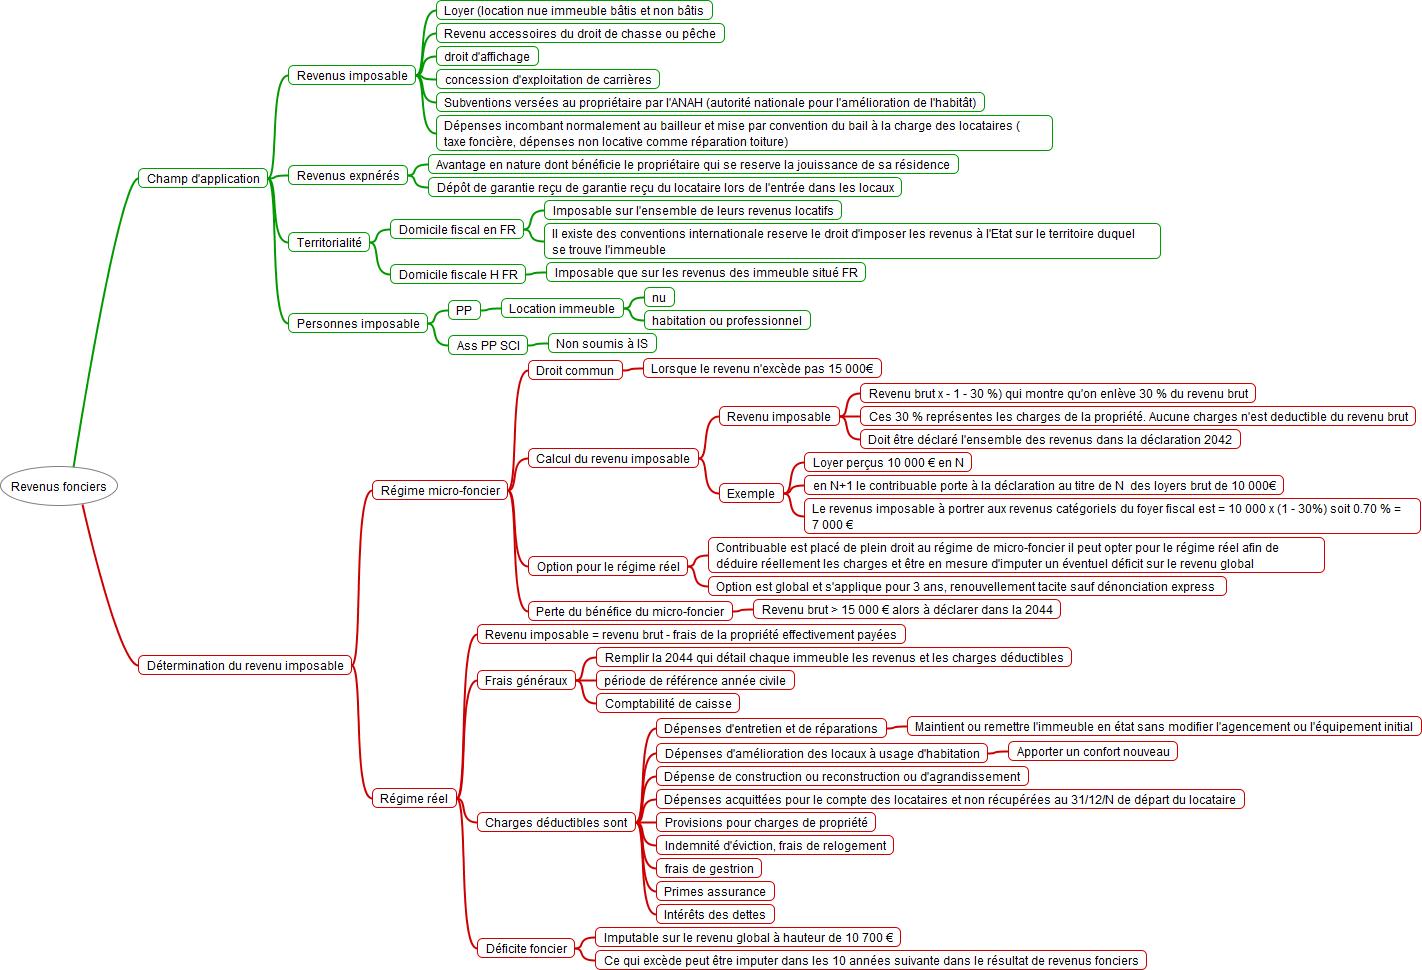 Revenus fonciers
Champ d'application
Revenus imposable
Loyer (location nue immeuble bâtis et non bâtis
Revenu accessoires du droit de chasse ou pêche
droit d'affichage
concession d'exploitation de carrières
Subventions versées au propriétaire par l'ANAH (autorité nationale pour l'amélioration de l'habitât)
Dépenses incombant normalement au bailleur et mise par convention du bail à la charge des locataires (
taxe foncière, dépenses non locative comme réparation toiture)
Revenus expnérés
Avantage en nature dont bénéficie le propriétaire qui se reserve la jouissance de sa résidence
Dépôt de garantie reçu de garantie reçu du locataire lors de l'entrée dans les locaux
Territorialité
Domicile fiscal en FR
Imposable sur l'ensemble de leurs revenus locatifs
Il existe des conventions internationale reserve le droit d'imposer les revenus à l'Etat sur le territoire duquel
se trouve l'immeuble
Domicile fiscale H FR
Imposable que sur les revenus des immeuble situé FR
Personnes imposable
PP
Location immeuble
nu
habitation ou professionnel
Ass PP SCI
Non soumis à IS
Détermination du revenu imposable
Régime micro-foncier
Droit commun
Lorsque le revenu n'excède pas 15 000€
Calcul du revenu imposable
Revenu imposable
Revenu brut x - 1 - 30 %) qui montre qu'on enlève 30 % du revenu brut
Ces 30 % représentes les charges de la propriété. Aucune charges n'est deductible du revenu brut
Doit être déclaré l'ensemble des revenus dans la déclaration 2042
Exemple
Loyer perçus 10 000 € en N
en N+1 le contribuable porte à la déclaration au titre de N  des loyers brut de 10 000€
Le revenus imposable à portrer aux revenus catégoriels du foyer fiscal est = 10 000 x (1 - 30%) soit 0.70 % =
7 000 €
Option pour le régime réel
Contribuable est placé de plein droit au régime de micro-foncier il peut opter pour le régime réel afin de
déduire réellement les charges et être en mesure d'imputer un éventuel déficit sur le revenu global
Option est global et s'applique pour 3 ans, renouvellement tacite sauf dénonciation express
Perte du bénéfice du micro-foncier
Revenu brut > 15 000 € alors à déclarer dans la 2044
Régime réel
Revenu imposable = revenu brut - frais de la propriété effectivement payées
Frais généraux
Remplir la 2044 qui détail chaque immeuble les revenus et les charges déductibles
période de référence année civile
Comptabilité de caisse
Charges déductibles sont
Dépenses d'entretien et de réparations
Maintient ou remettre l'immeuble en état sans modifier l'agencement ou l'équipement initial
Dépenses d'amélioration des locaux à usage d'habitation
Apporter un confort nouveau
Dépense de construction ou reconstruction ou d'agrandissement
Dépenses acquittées pour le compte des locataires et non récupérées au 31/12/N de départ du locataire
Provisions pour charges de propriété
Indemnité d'éviction, frais de relogement
frais de gestrion
Primes assurance
Intérêts des dettes
Déficite foncier
Imputable sur le revenu global à hauteur de 10 700 €
Ce qui excède peut être imputer dans les 10 années suivante dans le résultat de revenus fonciers